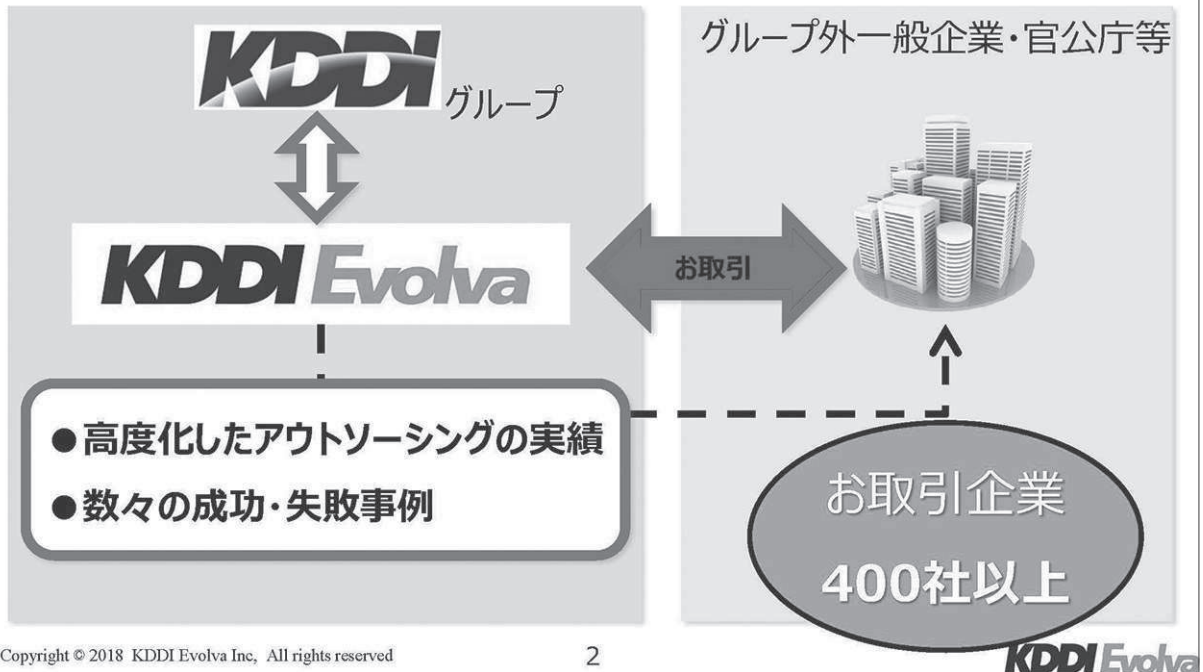 KDDI グループ
KDDI Evolva
●高度化したアウトソーシングの実績
●数々の成功・失敗事例
グループ外一般企業・官公庁等
お取引
お取引企業
400社以上
Copyright © 2018 KDDI Evolva Inc, All rights reserved
2
KDDI Evolva